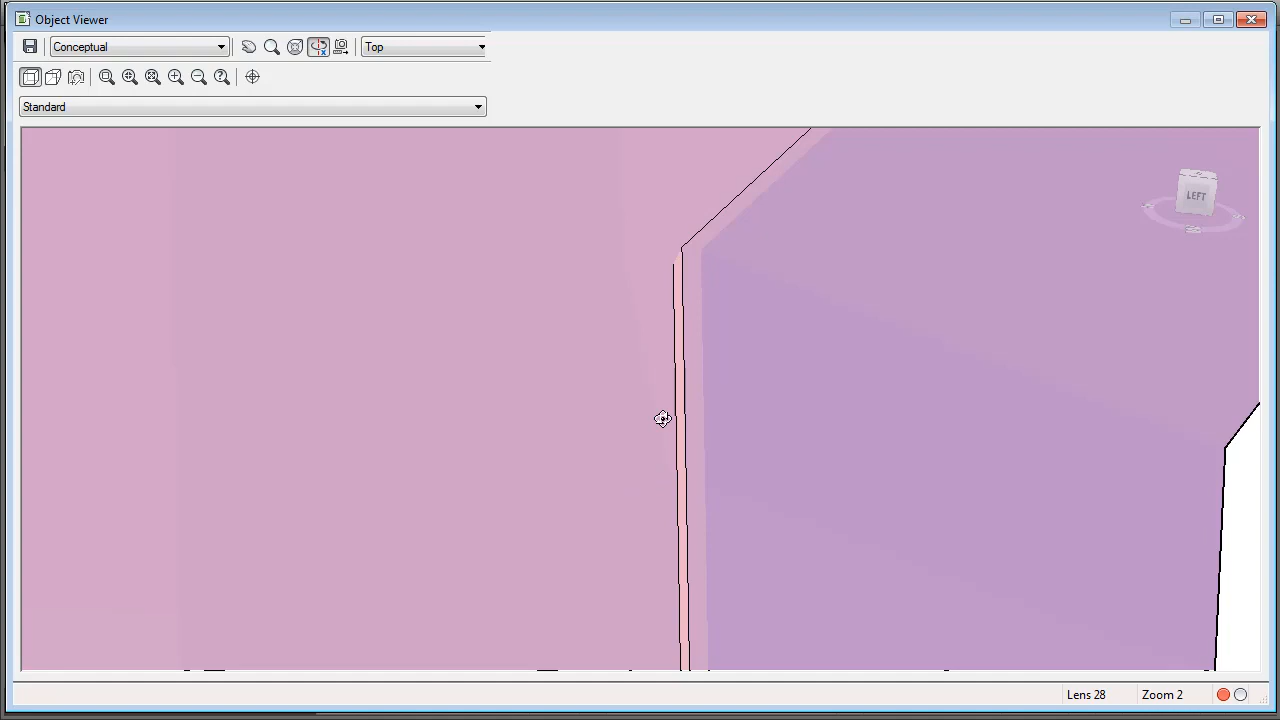 Object Viewer
Conceptual
Top
Standard
LEFT
Lens 28
Zoom 2